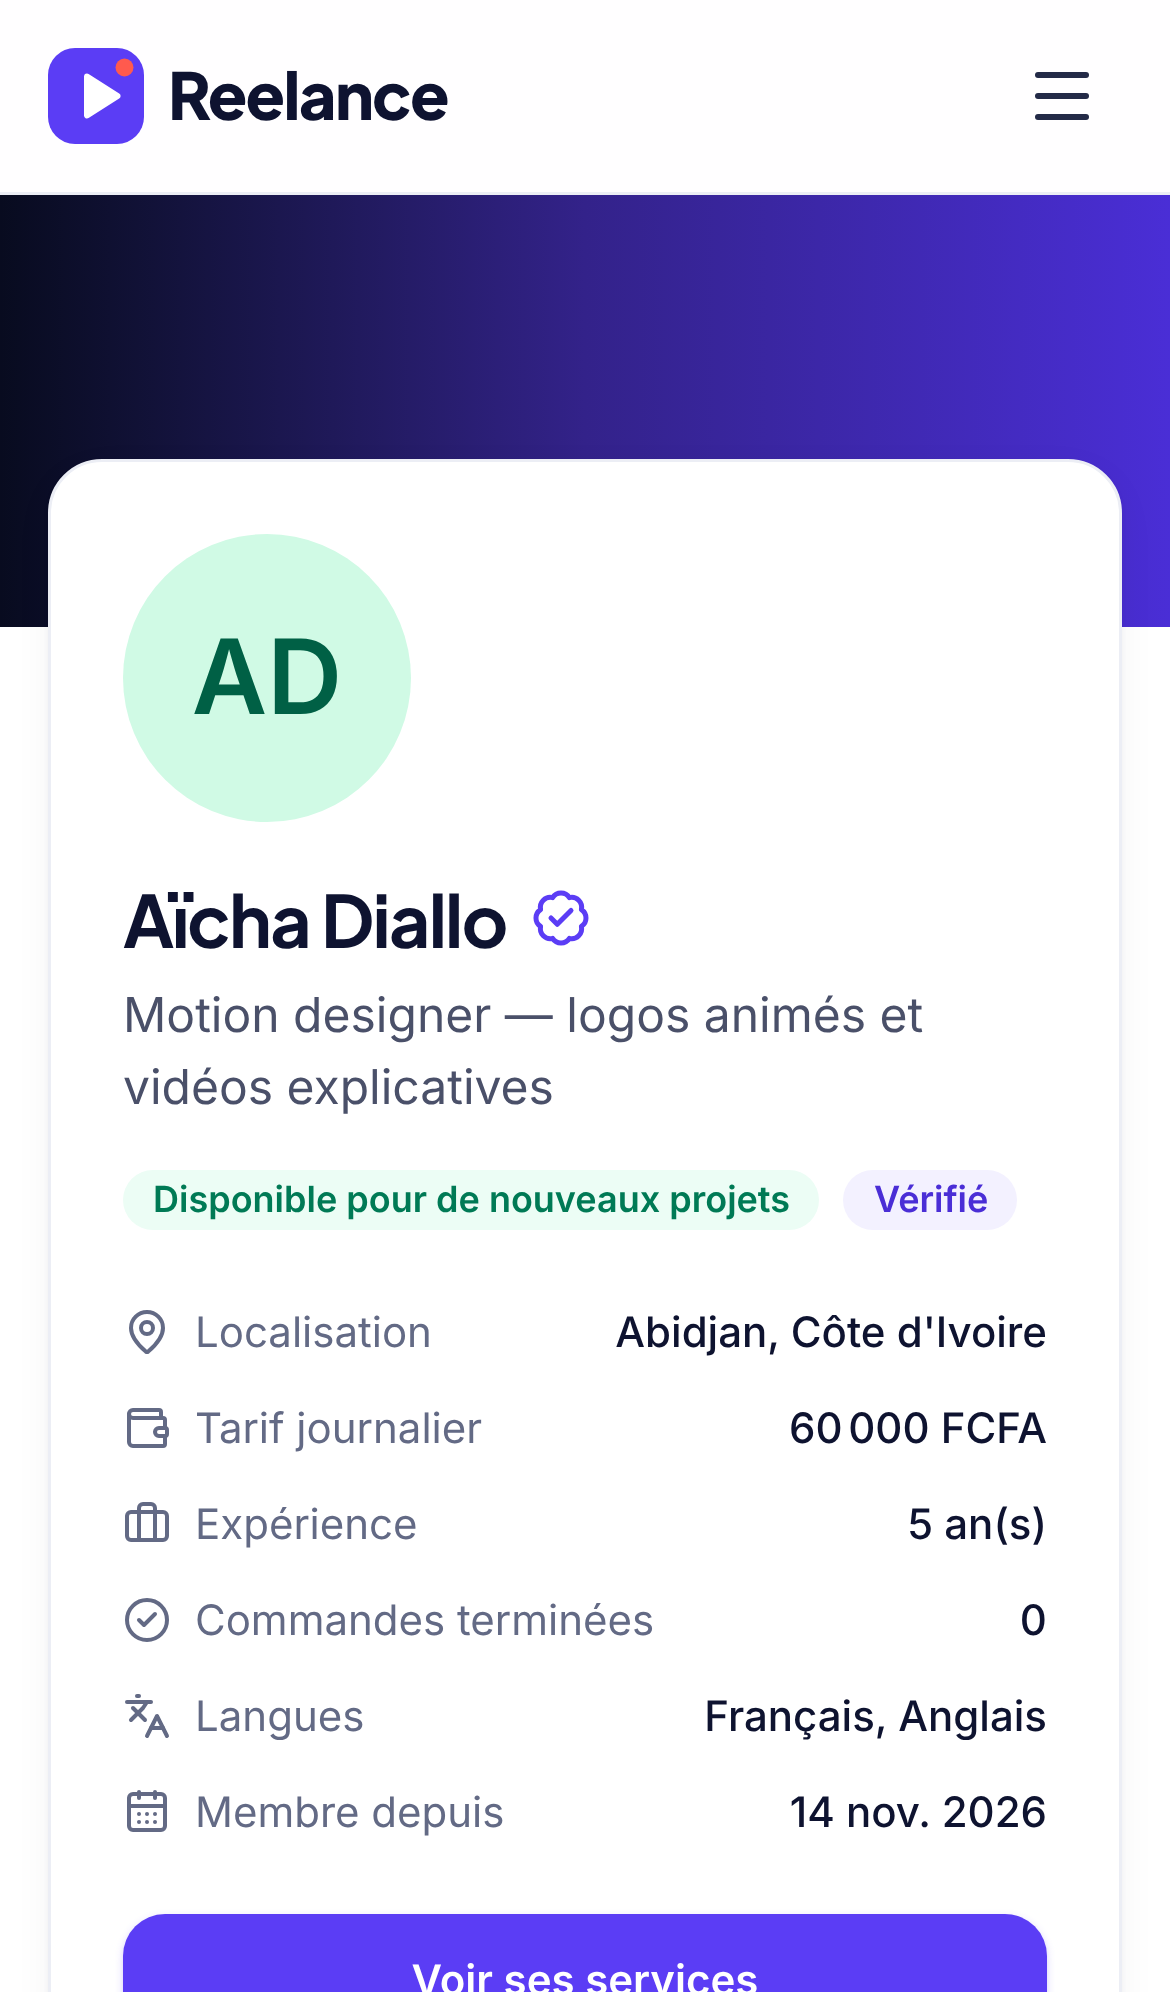 Reelance
AD
Aïcha Diallo
Motion designer — logos animés et
vidéos explicatives
Disponible pour de nouveaux projets Vérifié
Localisation Abidjan, Côte d'Ivoire
Tarif journalier 60 000 FCFA
Expérience 5 an(s)
Commandes terminées 0
Langues Français, Anglais
Membre depuis 14 nov. 2026
Voir ses services